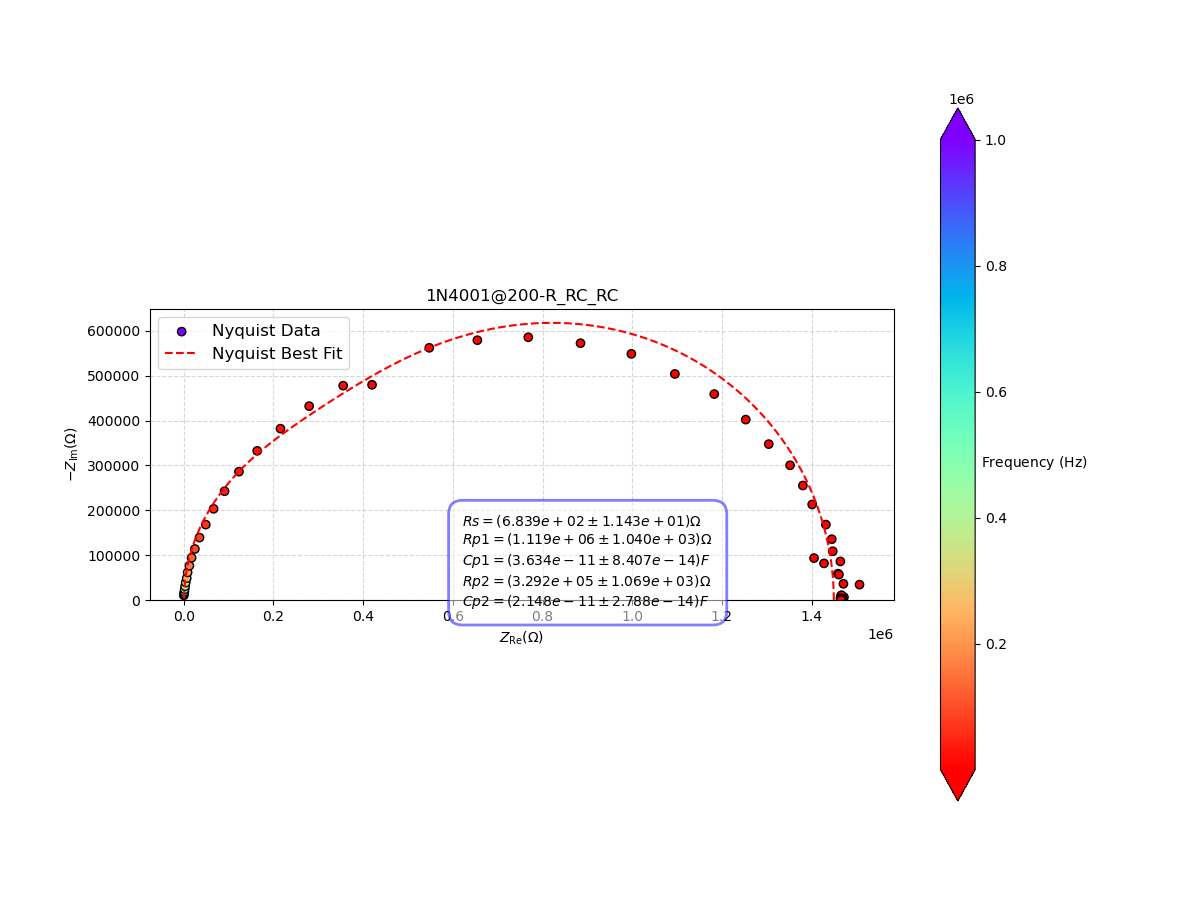 1e6
1.0
0.8
0.6
Frequency (Hz)
0.4
0.2
1N4001@200-R_RC_RC
Nyquist Data
Nyquist Best Fit
600000
500000
400000
300000
200000
100000
0
−Z_Im(Ω)
Rs = (6.839e + 02 ± 1.143e + 01)Ω
Rp1 = (1.119e + 06 ± 1.040e + 03)Ω
Cp1 = (3.634e − 11 ± 8.407e − 14)F
Rp2 = (3.292e + 05 ± 1.069e + 03)Ω
Cp2 = (2.148e − 11 ± 2.788e − 14)F
0.0 0.2 0.4 0.6 0.8 1.0 1.2 1.4
1e6
Z_Re(Ω)